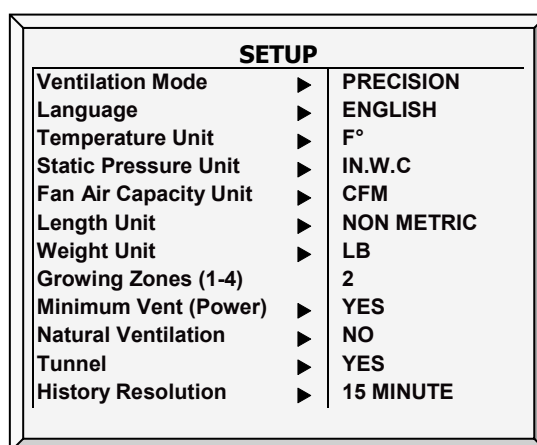 SETUP
Ventilation Mode ► PRECISION
Language ► ENGLISH
Temperature Unit ► F°
Static Pressure Unit ► IN.W.C
Fan Air Capacity Unit ► CFM
Length Unit ► NON METRIC
Weight Unit ► LB
Growing Zones (1-4) 2
Minimum Vent (Power) ► YES
Natural Ventilation ► NO
Tunnel ► YES
History Resolution ► 15 MINUTE